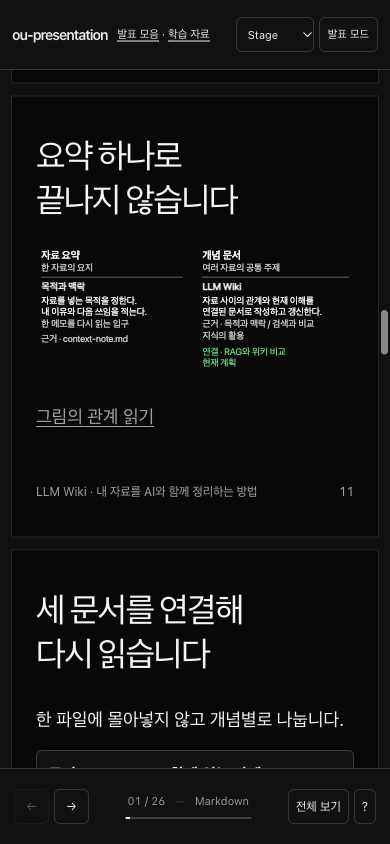 ou-presentation 발표 모음 · 학습 자료 Stage 발표 모드
요약 하나로
끝나지 않습니다
자료 요약
한 자료의 요지
목적과 맥락
자료를 넣는 목적을 정한다.
내 이유와 다음 쓰임을 적는다.
한 메모를 다시 읽는 입구
근거 · context-note.md
개념 문서
여러 자료의 공통 주제
LLM Wiki
자료 사이의 관계와 현재 이해를
연결된 문서로 작성하고 갱신한다.
근거 · 목적과 맥락 / 검색과 비교
지식의 활용
연결 · RAG와 위키 비교
현재 계획
그림의 관계 읽기
LLM Wiki · 내 자료를 AI와 함께 정리하는 방법 11
세 문서를 연결해
다시 읽습니다
한 파일에 몰아넣지 않고 개념별로 나눕니다.
← → 01 / 26 — Markdown 전체 보기 ?